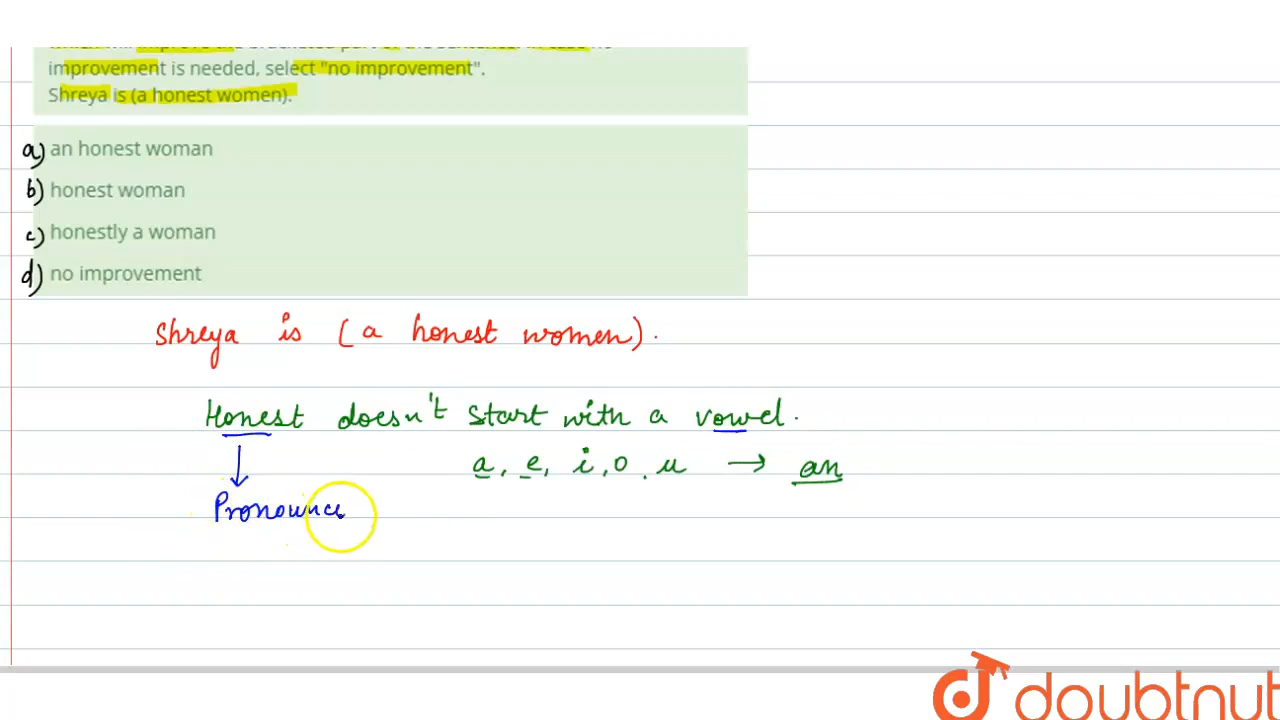 improvement is needed, select "no improvement".
Shreya is (a honest women).
a) an honest woman
b) honest woman
c) honestly a woman
d) no improvement
Shreya is (a honest women).
Honest doesn't start with a vowel.
a, e, i, o, u → an
Pronounce
doubtnut